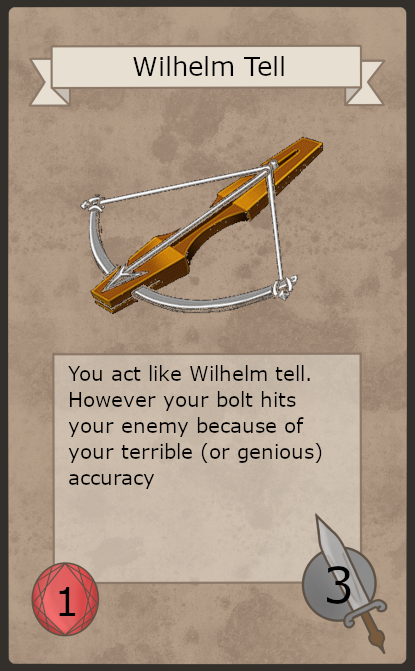 Wilhelm Tell
You act like Wilhelm tell.
However your bolt hits
your enemy because of
your terrible (or genious)
accuracy
1
3